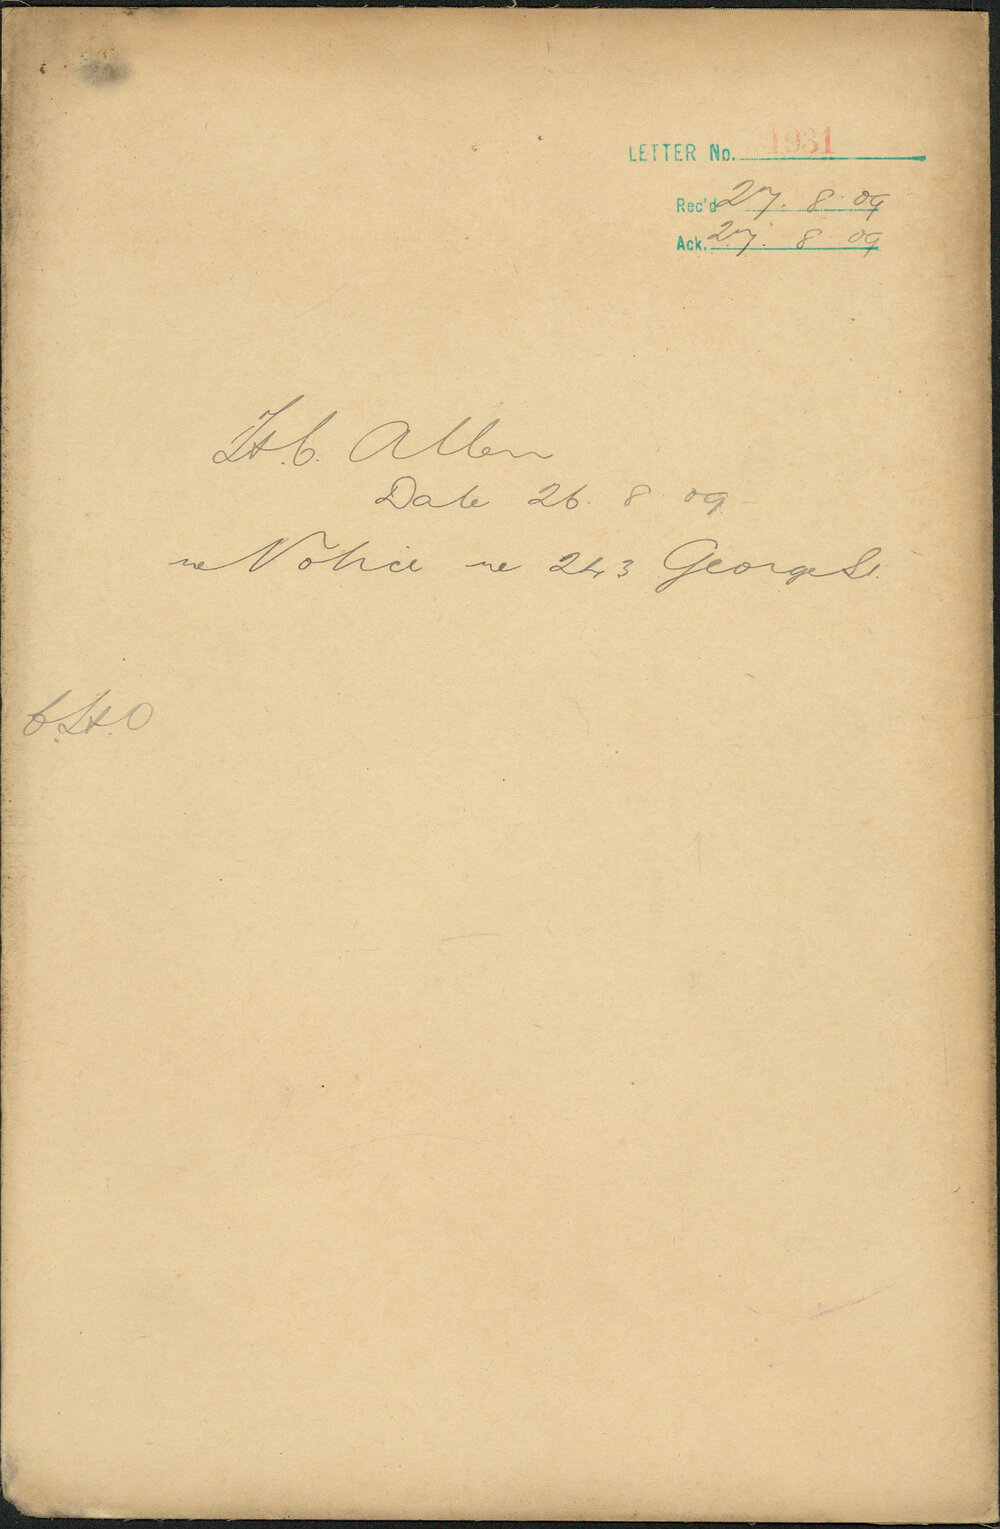 LETTER No. 1931
Rec'd 27. 8. 09
Ack. 27. 8 09
H.C. Allen
Date 26. 8 09
re Notice re 243 George St.
C.H.O